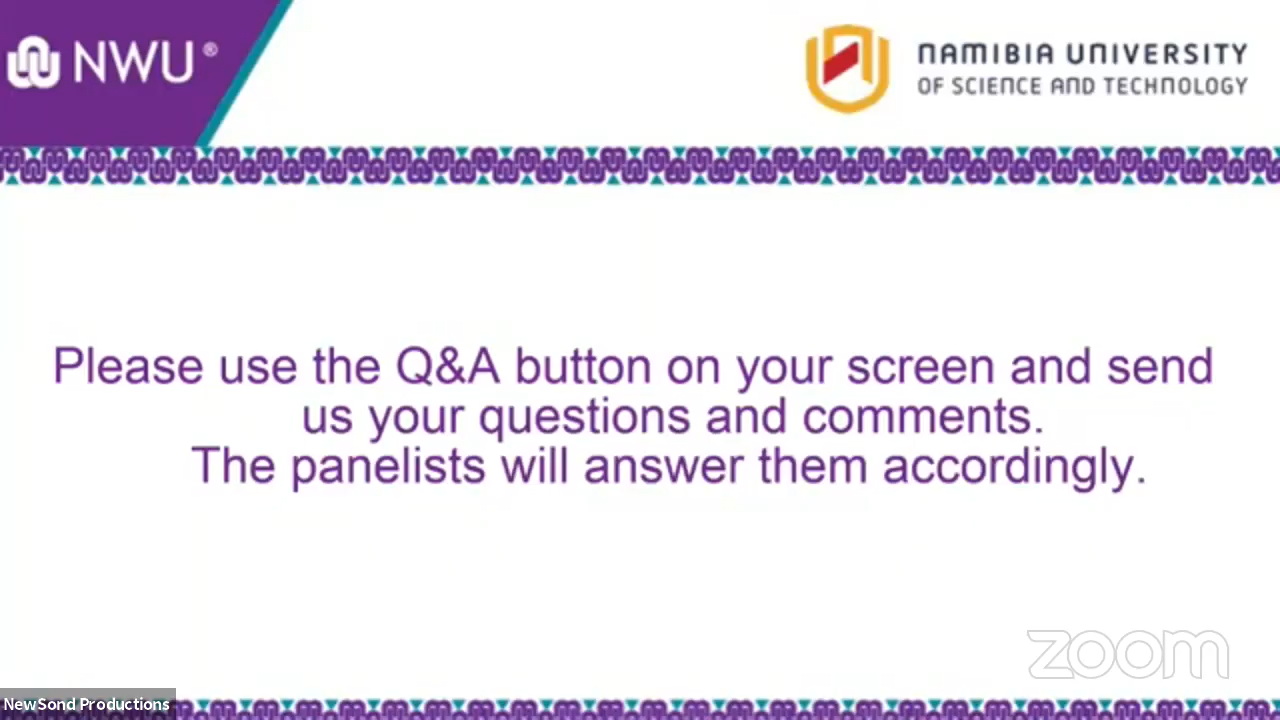 NWU®
NAMIBIA UNIVERSITY
OF SCIENCE AND TECHNOLOGY
Please use the Q&A button on your screen and send
us your questions and comments.
The panelists will answer them accordingly.
zoom
NewSond Productions